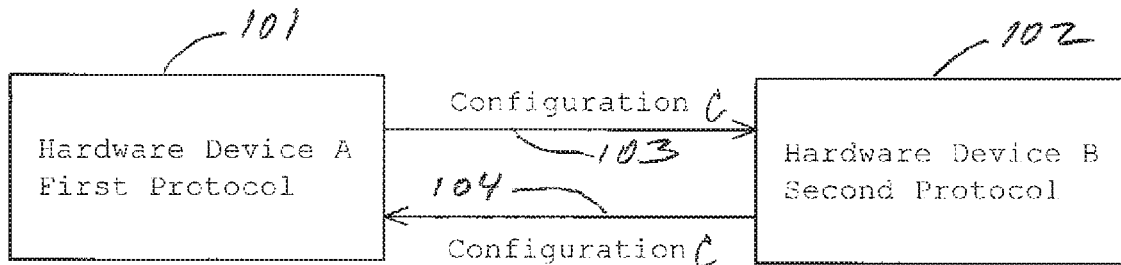 101
102
Configuration C
Hardware Device A
First Protocol
103
Hardware Device B
Second Protocol
104
Configuration C